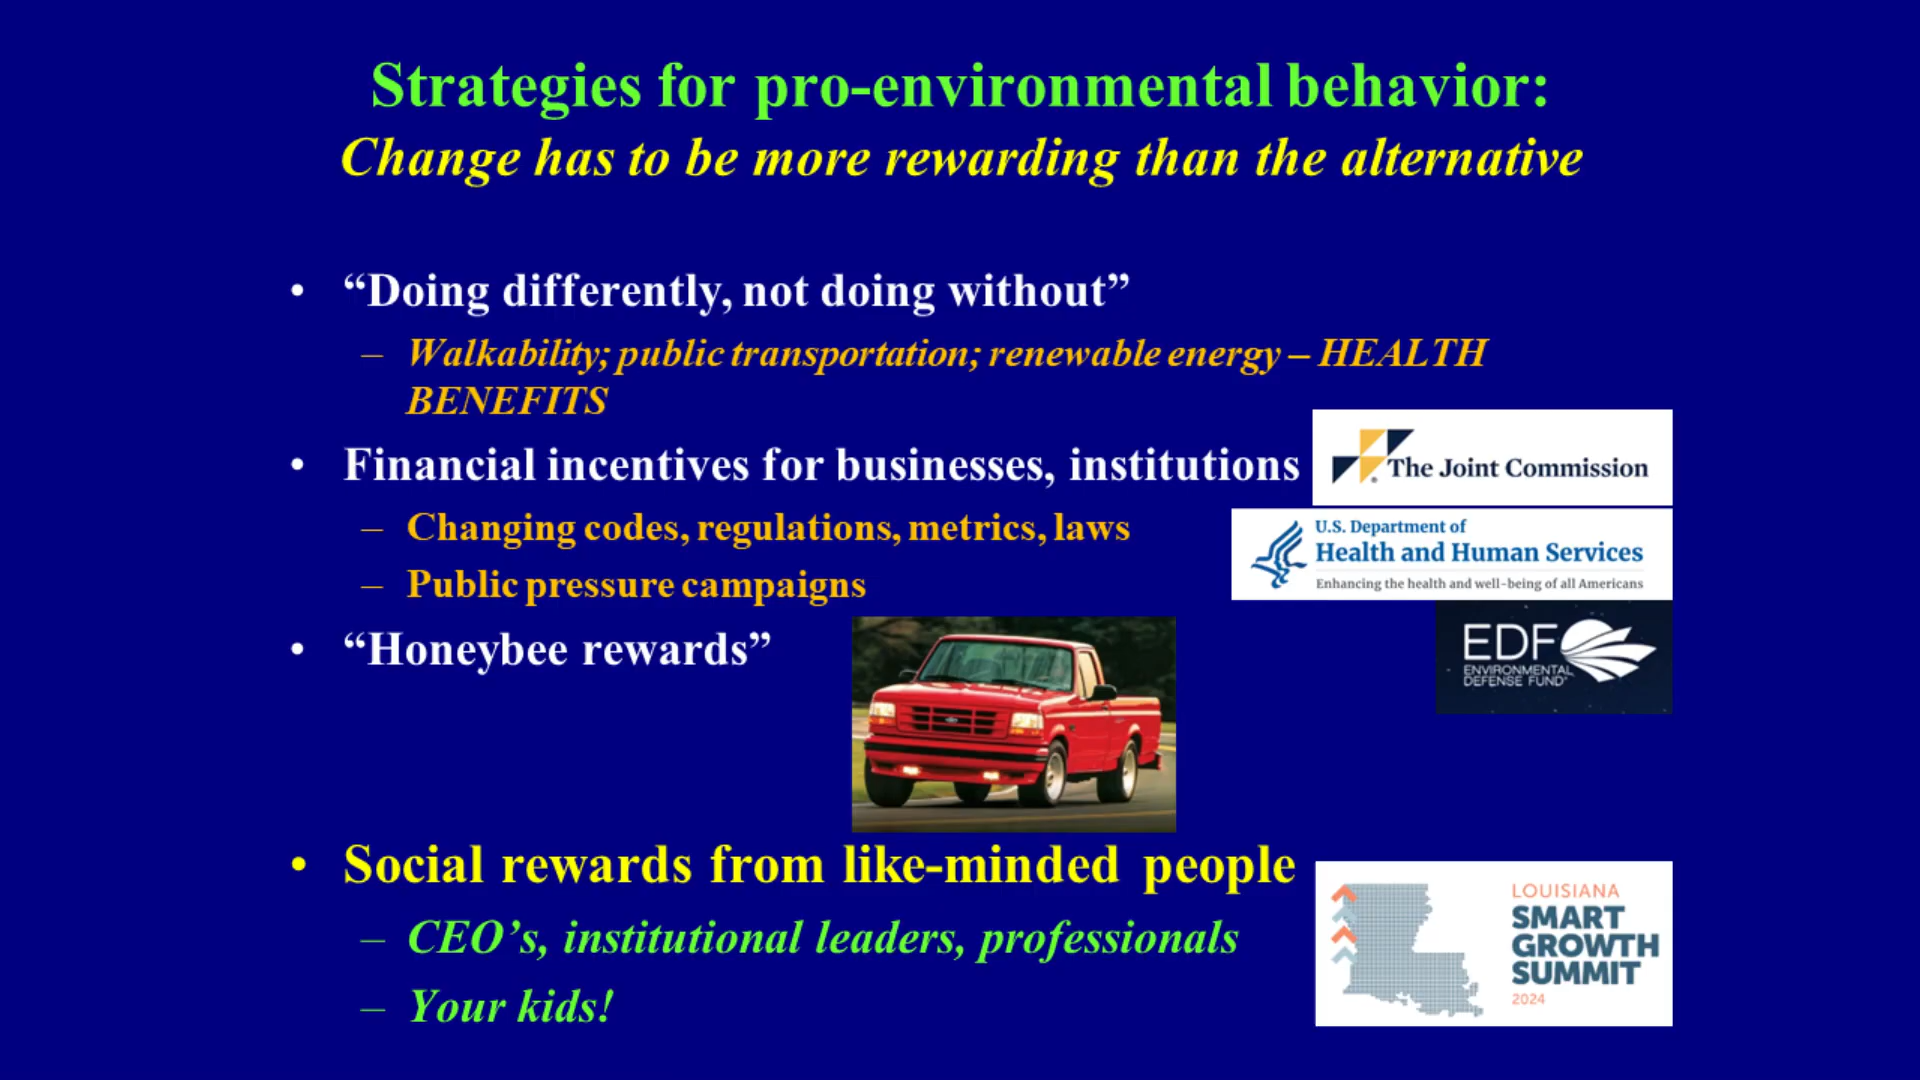 Strategies for pro-environmental behavior:
Change has to be more rewarding than the alternative
• “Doing differently, not doing without”
– Walkability; public transportation; renewable energy – HEALTH
BENEFITS
• Financial incentives for businesses, institutions
The Joint Commission
– Changing codes, regulations, metrics, laws
U.S. Department of
Health and Human Services
Enhancing the health and well-being of all Americans
– Public pressure campaigns
• “Honeybee rewards”
EDF
ENVIRONMENTAL
DEFENSE FUND
• Social rewards from like-minded people
– CEO’s, institutional leaders, professionals
– Your kids!
LOUISIANA
SMART
GROWTH
SUMMIT
2024